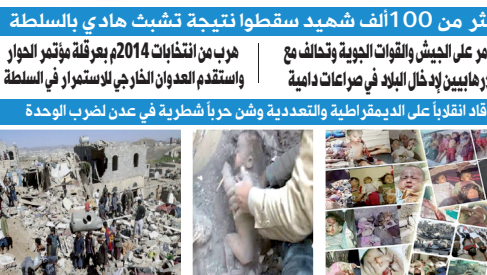 ثر من 100 ألف شهيد سقطوا نتيجة تشبث هادي بالسلطة
مر على الجيش والقوات الجوية وتحالف مع
رهابيين لإدخال البلاد في صراعات دامية
هرب من انتخابات 2014م بعرقلة مؤتمر الحوار
واستقدم العدوان الخارجي للاستمرار في السلطة
قاد انقلاباً على الديمقراطية والتعددية وشن حرباً شطرية في عدن لضرب الوحدة